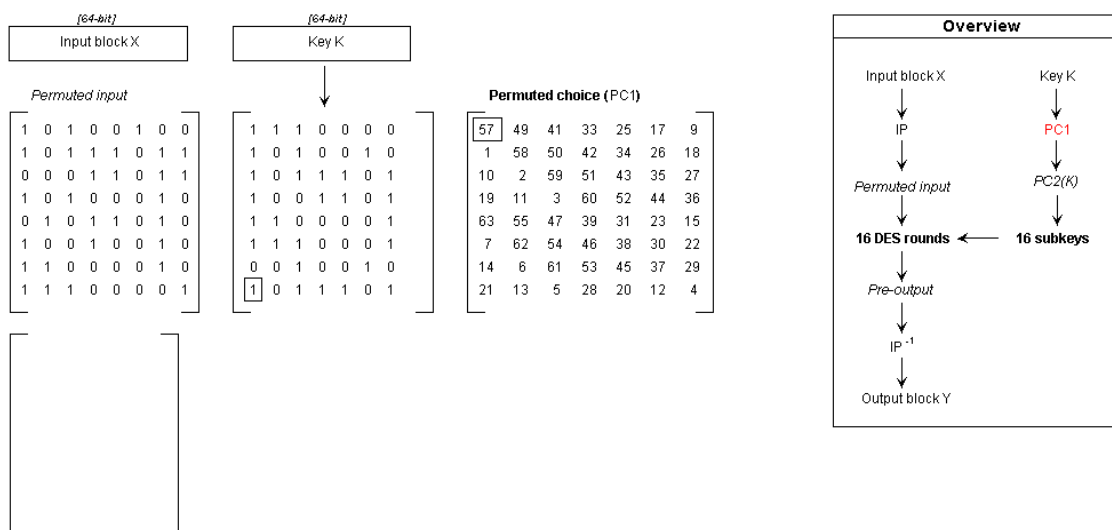 [64-bit]
Input block X
[64-bit]
Key K
Permuted input
1 0 1 0 0 1 0 0
1 0 1 1 1 0 1 1
0 0 0 1 1 0 1 1
1 0 1 0 0 0 1 0
0 1 0 1 1 0 1 0
1 0 0 1 0 0 1 0
1 1 0 0 0 0 1 0
1 1 1 0 0 0 0 1
1 1 1 0 0 0 0
1 0 1 0 0 1 0
1 0 1 1 1 0 1
1 0 0 1 1 0 1
1 1 0 0 0 0 1
1 1 1 0 0 0 1
0 0 1 0 0 1 0
1 0 1 1 1 0 1
Permuted choice (PC1)
57 49 41 33 25 17 9
1 58 50 42 34 26 18
10 2 59 51 43 35 27
19 11 3 60 52 44 36
63 55 47 39 31 23 15
7 62 54 46 38 30 22
14 6 61 53 45 37 29
21 13 5 28 20 12 4
Overview
Input block X
Key K
IP
PC1
Permuted input
PC2(K)
16 DES rounds
16 subkeys
Pre-output
IP -1
Output block Y